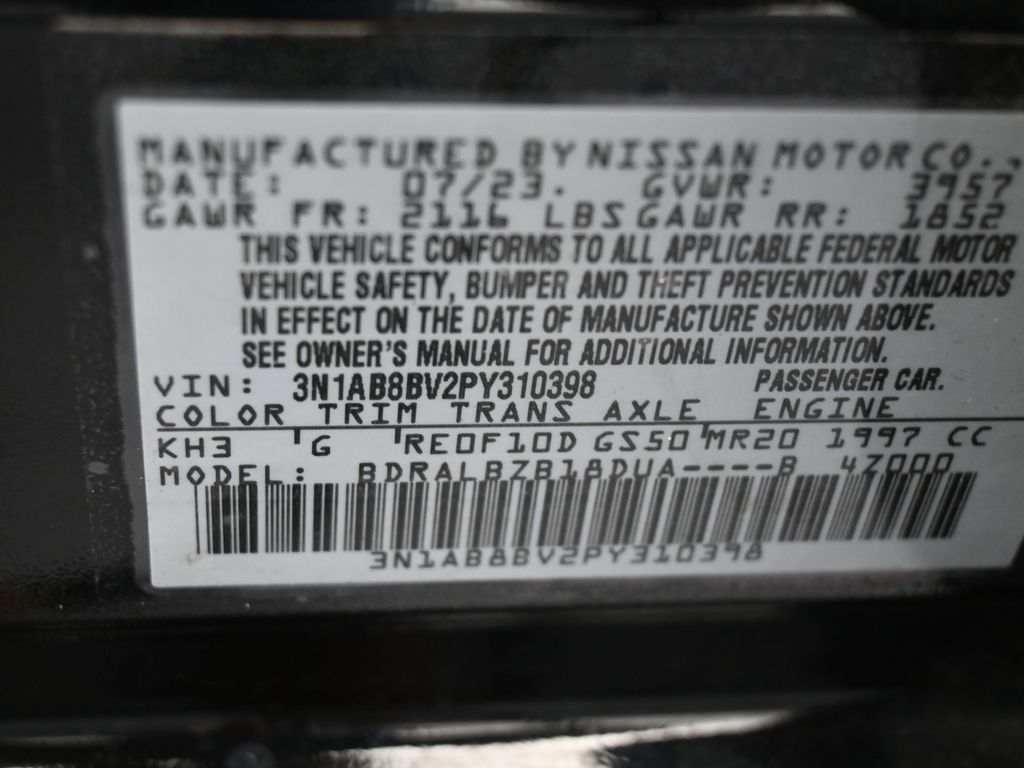 MANUFACTURED BY NISSAN MOTOR CO.,
DATE: 07/23. GVWR: 3957
GAWR FR: 2116 LBS GAWR RR: 1852
THIS VEHICLE CONFORMS TO ALL APPLICABLE FEDERAL MOTOR
VEHICLE SAFETY, BUMPER AND THEFT PREVENTION STANDARDS
IN EFFECT ON THE DATE OF MANUFACTURE SHOWN ABOVE.
SEE OWNER'S MANUAL FOR ADDITIONAL INFORMATION.
VIN: 3N1AB8BV2PY310398 PASSENGER CAR.
COLOR TRIM TRANS AXLE ENGINE
KH3 G RE0F10D GS50 MR20 1997 CC
MODEL: BDRALBZB18DUA----B 4Z000
3N1AB8BV2PY310398